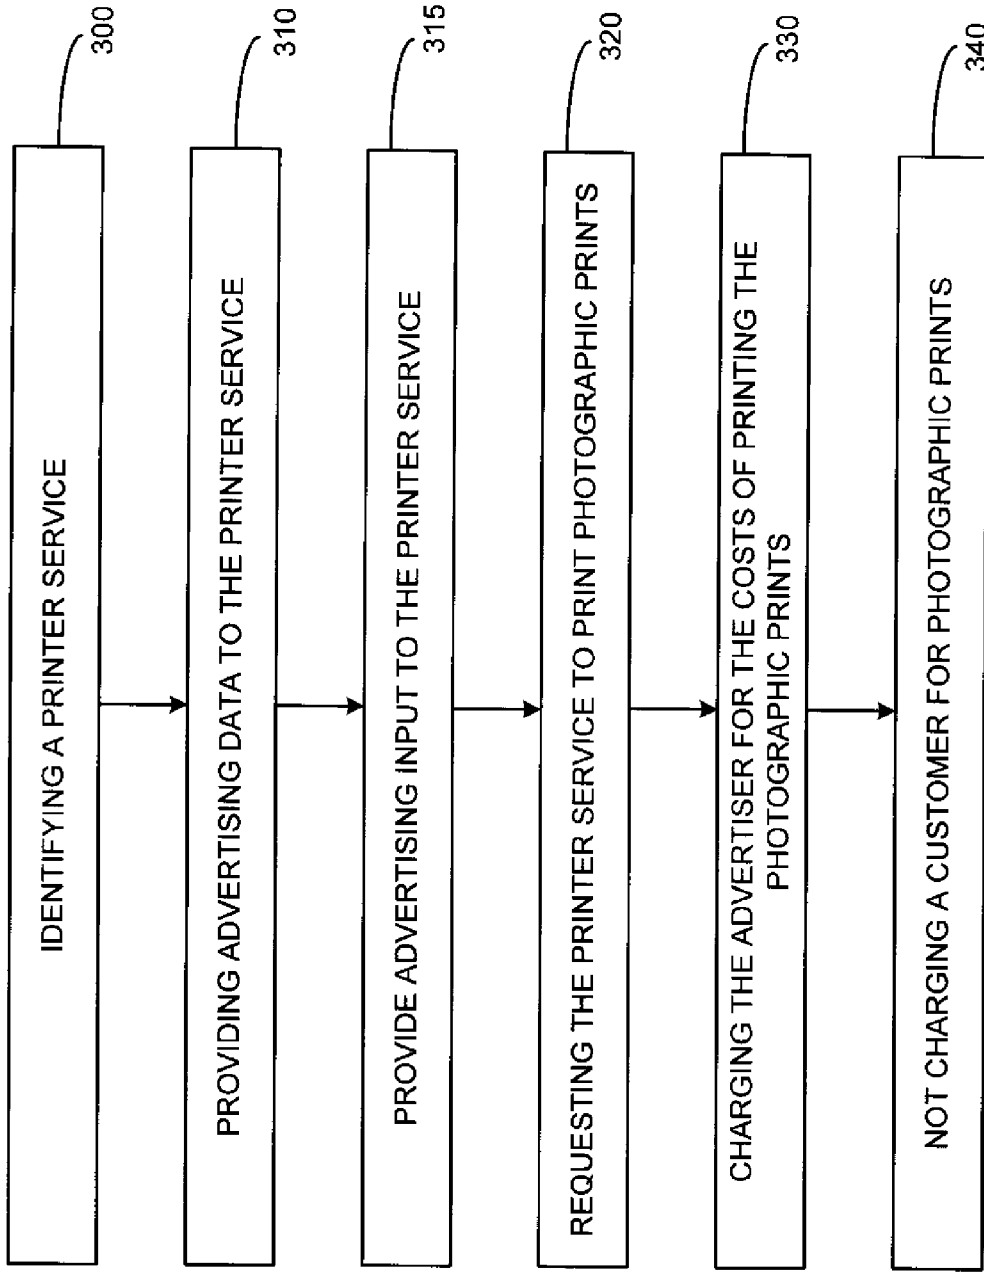 300
IDENTIFYING A PRINTER SERVICE
310
PROVIDING ADVERTISING DATA TO THE PRINTER SERVICE
315
PROVIDE ADVERTISING INPUT TO THE PRINTER SERVICE
320
REQUESTING THE PRINTER SERVICE TO PRINT PHOTOGRAPHIC PRINTS
330
CHARGING THE ADVERTISER FOR THE COSTS OF PRINTING THE
PHOTOGRAPHIC PRINTS
340
NOT CHARGING A CUSTOMER FOR PHOTOGRAPHIC PRINTS